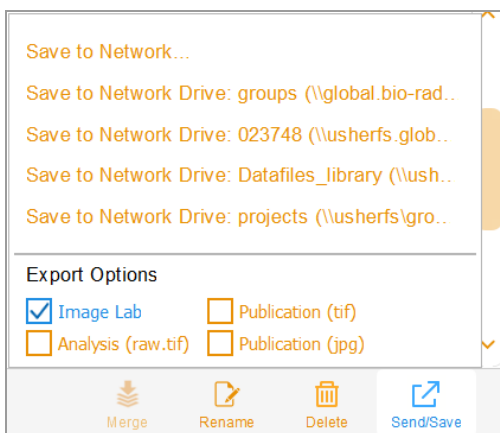 Save to Network...
Save to Network Drive: groups (\\global.bio-rad..
Save to Network Drive: 023748 (\\usherfs.glob..
Save to Network Drive: Datafiles_library (\\ush..
Save to Network Drive: projects (\\usherfs\gro..
Export Options
Image Lab Publication (tif)
Analysis (raw.tif) Publication (jpg)
Merge Rename Delete Send/Save